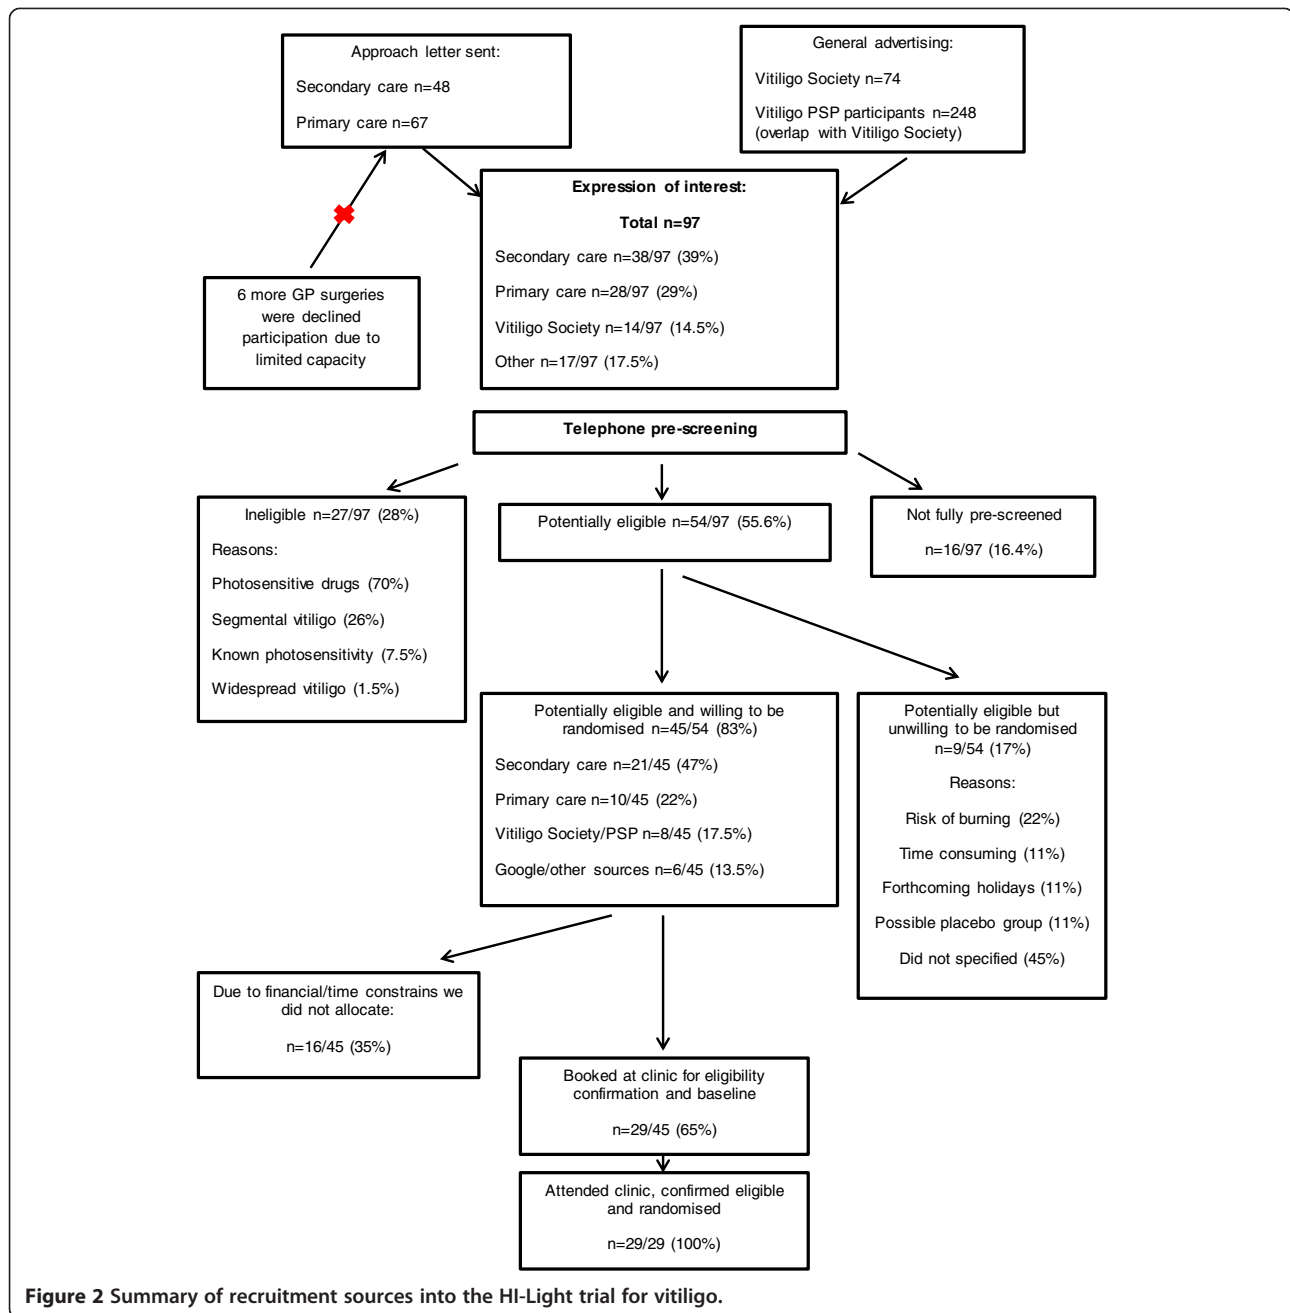 Approach letter sent:
Secondary care n=48
Primary care n=67
General advertising:
Vitiligo Society n=74
Vitiligo PSP participants n=248
(overlap with Vitiligo Society)
6 more GP surgeries
were declined
participation due to
limited capacity
Expression of interest:
Total n=97
Secondary care n=38/97 (39%)
Primary care n=28/97 (29%)
Vitiligo Society n=14/97 (14.5%)
Other n=17/97 (17.5%)
Telephone pre-screening
Ineligible n=27/97 (28%)
Reasons:
Photosensitive drugs (70%)
Segmental vitiligo (26%)
Known photosensitivity (7.5%)
Widespread vitiligo (1.5%)
Potentially eligible n=54/97 (55.6%)
Not fully pre-screened
n=16/97 (16.4%)
Potentially eligible and willing to be
randomised n=45/54 (83%)
Secondary care n=21/45 (47%)
Primary care n=10/45 (22%)
Vitiligo Society/PSP n=8/45 (17.5%)
Google/other sources n=6/45 (13.5%)
Potentially eligible but
unwilling to be randomised
n=9/54 (17%)
Reasons:
Risk of burning (22%)
Time consuming (11%)
Forthcoming holidays (11%)
Possible placebo group (11%)
Did not specified (45%)
Due to financial/time constrains we
did not allocate:
n=16/45 (35%)
Booked at clinic for eligibility
confirmation and baseline
n=29/45 (65%)
Attended clinic, confirmed eligible
and randomised
n=29/29 (100%)
Figure 2 Summary of recruitment sources into the HI-Light trial for vitiligo.